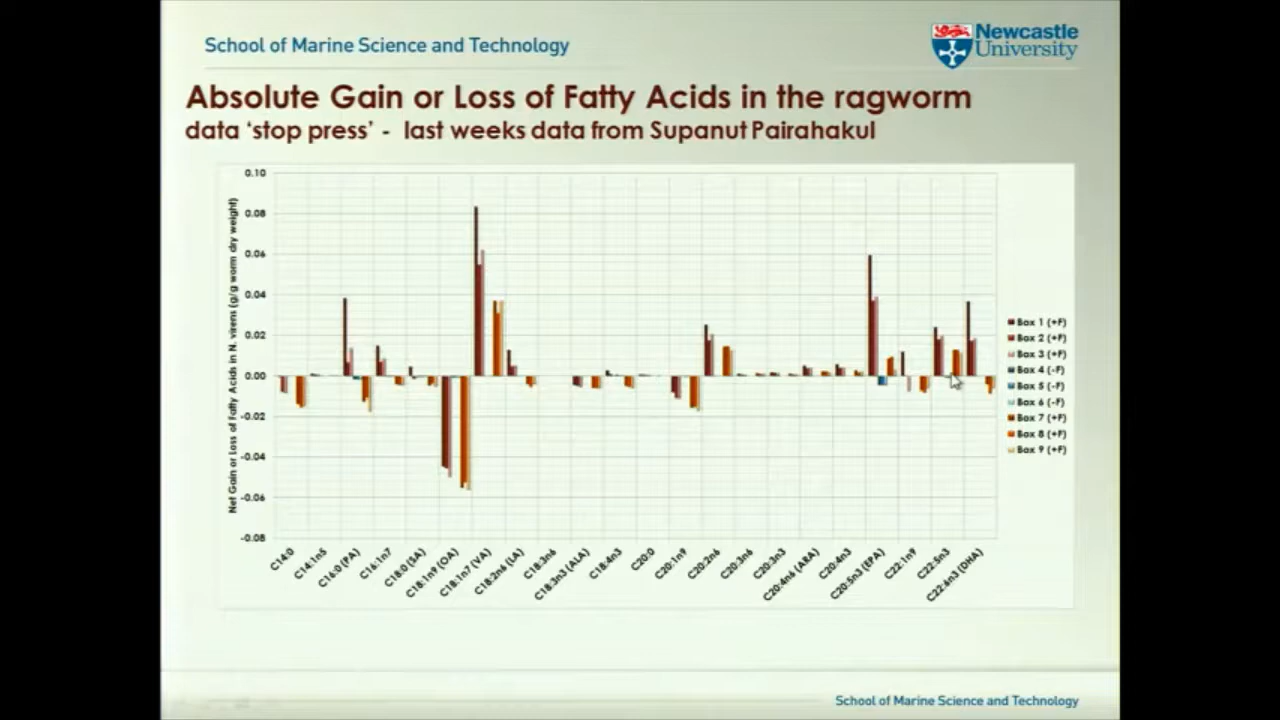 School of Marine Science and Technology
Newcastle
University
Absolute Gain or Loss of Fatty Acids in the ragworm
data ‘stop press’ - last weeks data from Supanut Pairahakul
Net Gain or Loss of Fatty Acids in N. virens (g/g worm dry weight)
0.10
0.08
0.06
0.04
0.02
0.00
-0.02
-0.04
-0.06
-0.08
C14:0
C14:1n5
C16:0 (PA)
C16:1n7
C18:0 (SA)
C18:1n9 (OA)
C18:1n7 (VA)
C18:2n6 (LA)
C18:3n6
C18:3n3 (ALA)
C18:4n3
C20:0
C20:1n9
C20:2n6
C20:3n6
C20:3n3
C20:4n6 (ARA)
C20:4n3
C20:5n3 (EPA)
C22:1n9
C22:5n3
C22:6n3 (DHA)
Box 1 (+F)
Box 2 (+F)
Box 3 (+F)
Box 4 (-F)
Box 5 (-F)
Box 6 (-F)
Box 7 (+F)
Box 8 (+F)
Box 9 (+F)
School of Marine Science and Technology